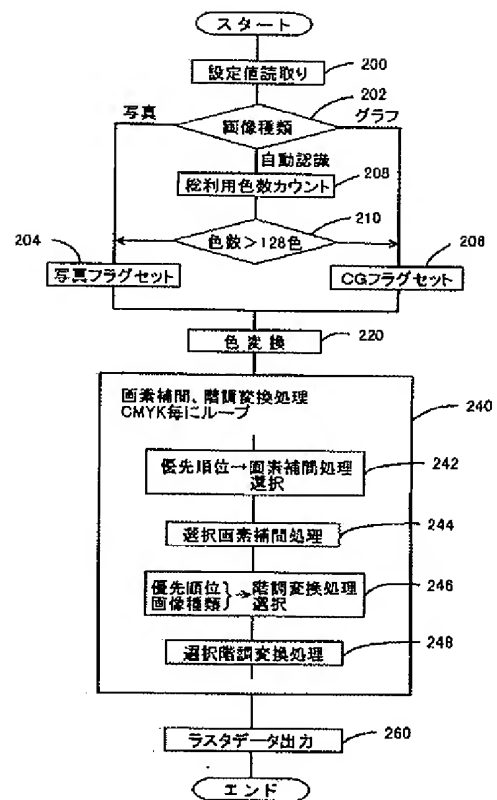 スタート
設定値読取り
200
202
写真
画像種類
グラフ
自動認識
総利用色数カウント
208
210
204
色数>128色
206
写真フラグセット
CGフラグセット
色変換
220
画素補間、階調変換処理
CMYK毎にループ
240
優先順位→画素補間処理
選択
242
選択画素補間処理
244
優先順位
画像種類
}→階調変換処理
選択
246
選択階調変換処理
248
ラスタデータ出力
260
エンド